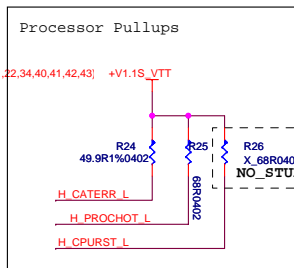 Processor Pullups
,22,34,40,41,42,43] +V1.1S_VTT
R24 R25 R26
49.9R1%0402 68R0402 X_68R040
NO_STU
H_CATERR_L
H_PROCHOT_L
H_CPURST_L